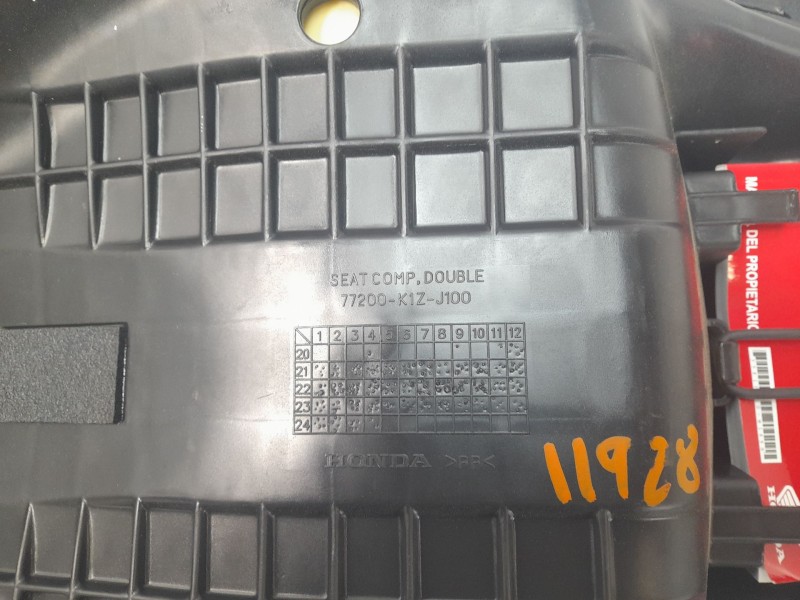 SEAT COMP, DOUBLE
77200-K1Z-J100
1 2 3 4 5 6 7 8 9 10 11 12
20
21
22
23
24
HONDA >PP<
11928
DEL PROPIETARIO